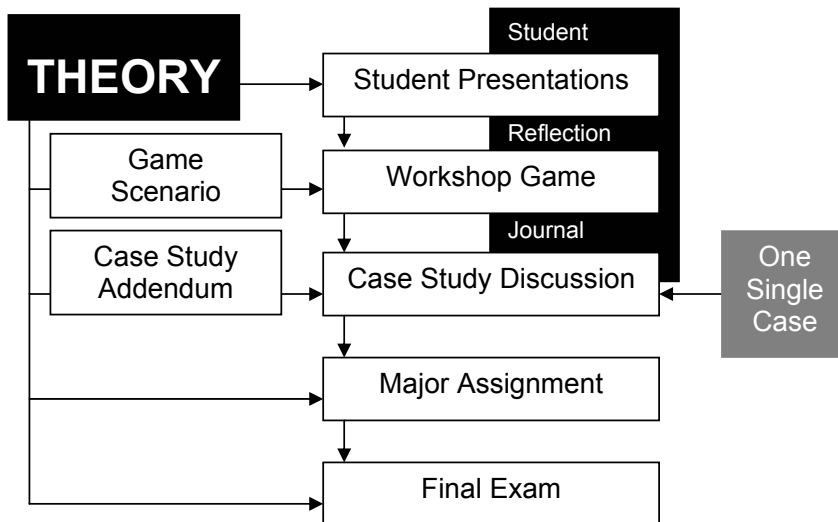 Student
THEORY
Student Presentations
Reflection
Game
Scenario
Workshop Game
Journal
Case Study
Addendum
Case Study Discussion
One
Single
Case
Major Assignment
Final Exam